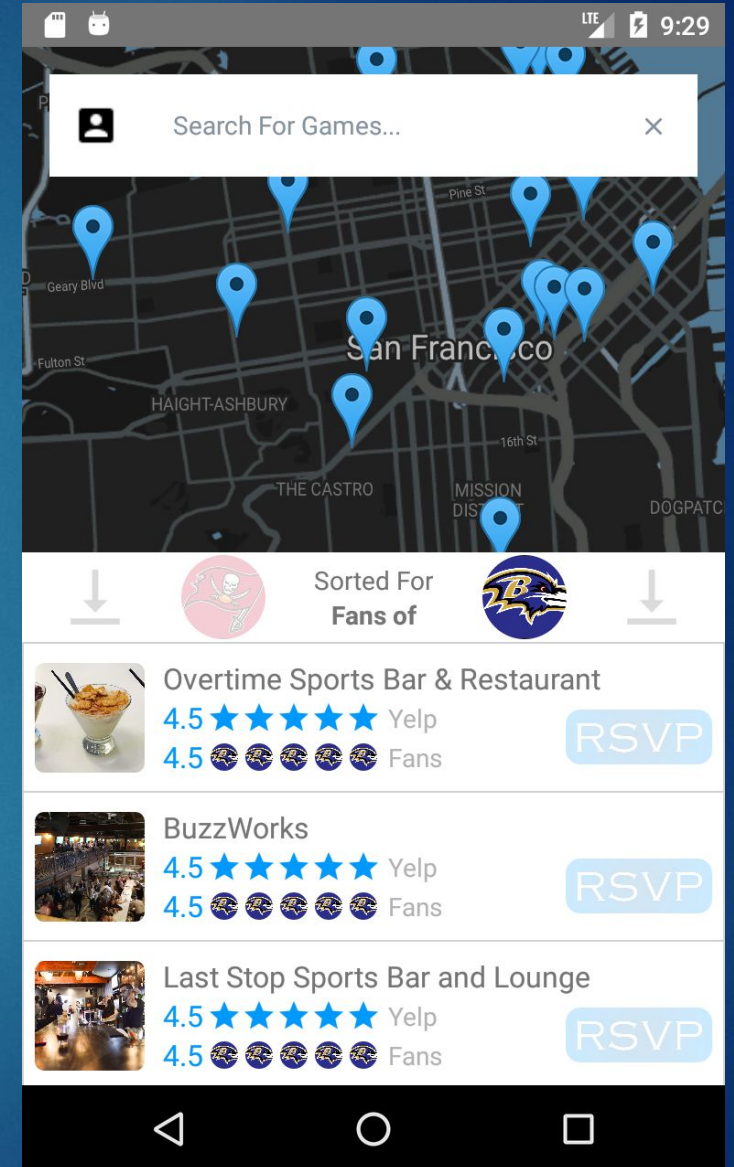 LTE 9:29
Search For Games...
Pine St
Geary Blvd
San Franc co
Fulton St
HAIGHT-ASHBURY
16th St
THE CASTRO
MISSION
DOGPATC
Sorted For
Fans of
B
Overtime Sports Bar & Restaurant
4.5 Yelp
4.5 Fans
RSVP
BuzzWorks
4.5 Yelp
4.5 Fans
RSVP
Last Stop Sports Bar and Lounge
4.5 Yelp
4.5 Fans
RSVP